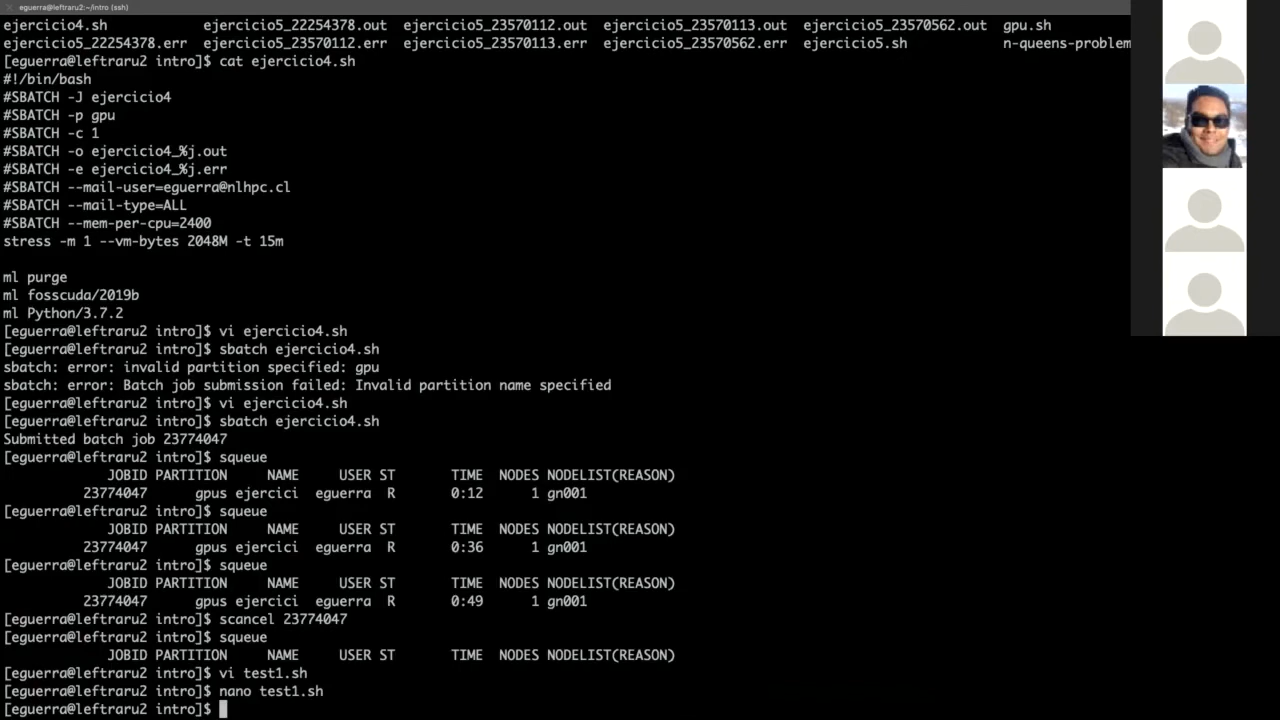 eguerra@leftraru2:~/intro (ssh)
ejercicio4.sh ejercicio5_22254378.out ejercicio5_23570112.out ejercicio5_23570113.out ejercicio5_23570562.out gpu.sh
ejercicio5_22254378.err ejercicio5_23570112.err ejercicio5_23570113.err ejercicio5_23570562.err ejercicio5.sh n-queens-problem
[eguerra@leftraru2 intro]$ cat ejercicio4.sh
#!/bin/bash
#SBATCH -J ejercicio4
#SBATCH -p gpu
#SBATCH -c 1
#SBATCH -o ejercicio4_%j.out
#SBATCH -e ejercicio4_%j.err
#SBATCH --mail-user=eguerra@nlhpc.cl
#SBATCH --mail-type=ALL
#SBATCH --mem-per-cpu=2400
stress -m 1 --vm-bytes 2048M -t 15m
ml purge
ml fosscuda/2019b
ml Python/3.7.2
[eguerra@leftraru2 intro]$ vi ejercicio4.sh
[eguerra@leftraru2 intro]$ sbatch ejercicio4.sh
sbatch: error: invalid partition specified: gpu
sbatch: error: Batch job submission failed: Invalid partition name specified
[eguerra@leftraru2 intro]$ vi ejercicio4.sh
[eguerra@leftraru2 intro]$ sbatch ejercicio4.sh
Submitted batch job 23774047
[eguerra@leftraru2 intro]$ squeue
JOBID PARTITION NAME USER ST TIME NODES NODELIST(REASON)
23774047 gpus ejercici eguerra R 0:12 1 gn001
[eguerra@leftraru2 intro]$ squeue
JOBID PARTITION NAME USER ST TIME NODES NODELIST(REASON)
23774047 gpus ejercici eguerra R 0:36 1 gn001
[eguerra@leftraru2 intro]$ squeue
JOBID PARTITION NAME USER ST TIME NODES NODELIST(REASON)
23774047 gpus ejercici eguerra R 0:49 1 gn001
[eguerra@leftraru2 intro]$ scancel 23774047
[eguerra@leftraru2 intro]$ squeue
JOBID PARTITION NAME USER ST TIME NODES NODELIST(REASON)
[eguerra@leftraru2 intro]$ vi test1.sh
[eguerra@leftraru2 intro]$ nano test1.sh
[eguerra@leftraru2 intro]$